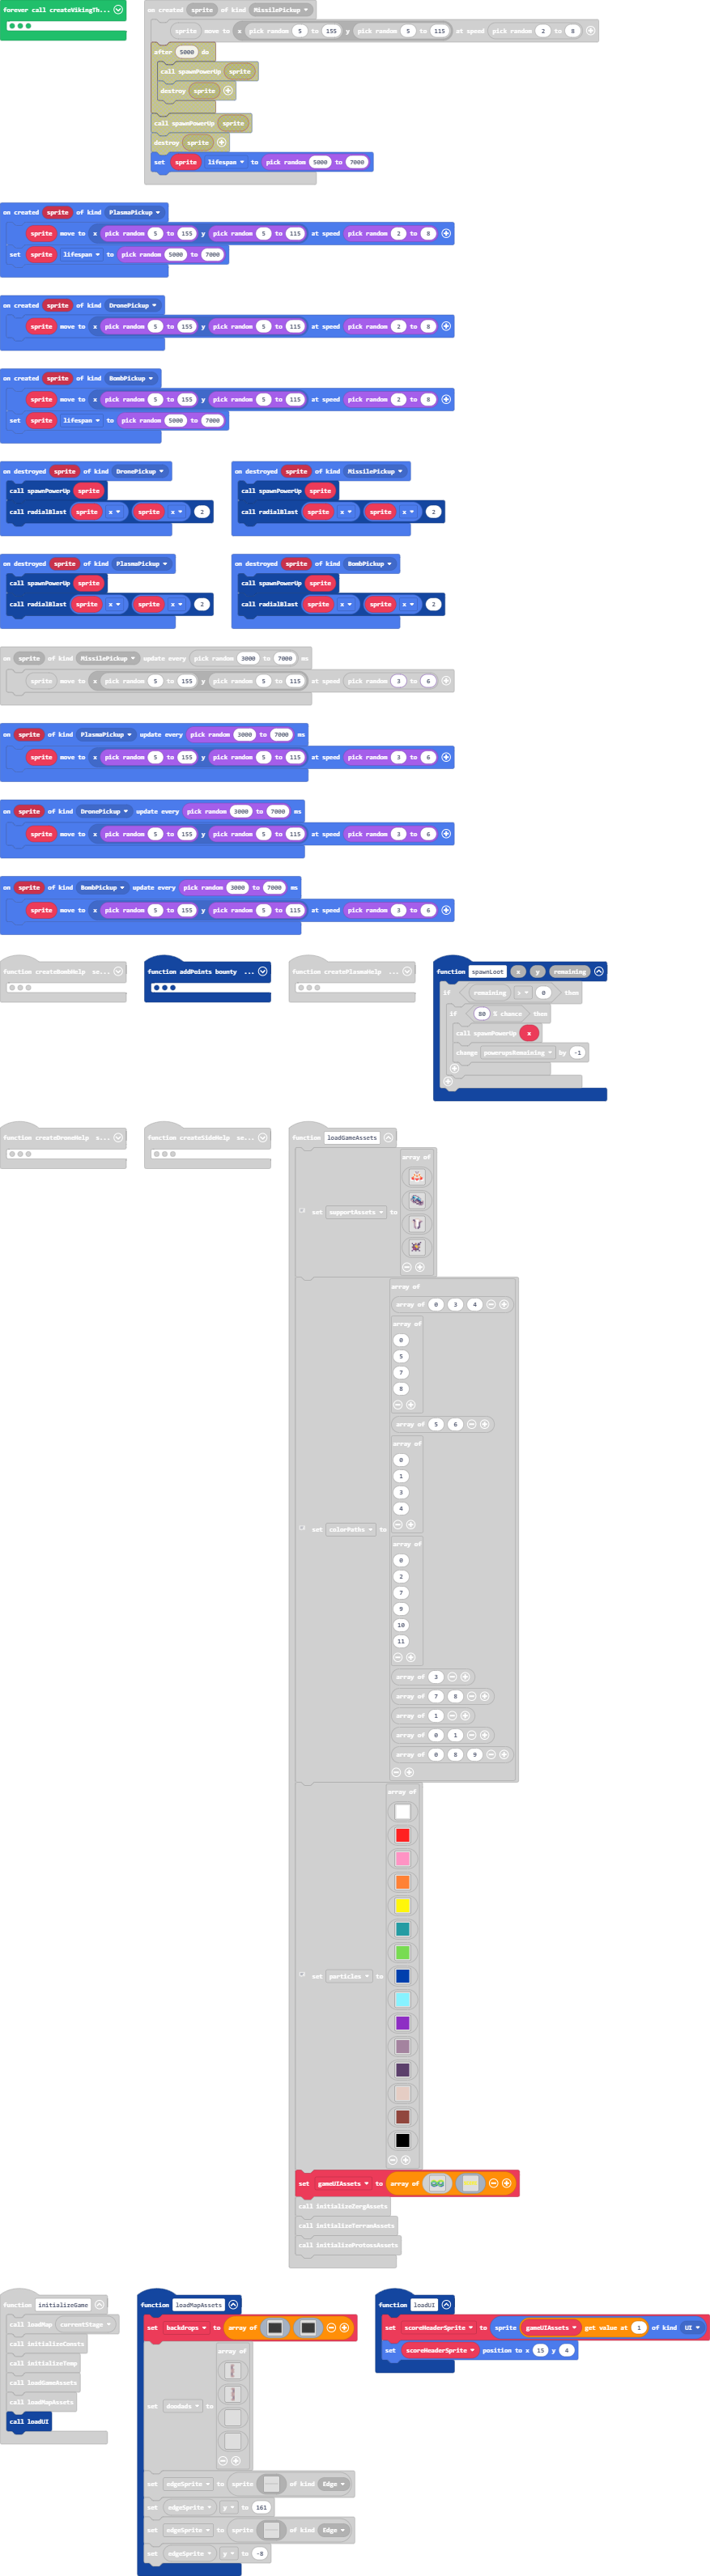 forever call createVikingTh...
on created sprite of kind MissilePickup
sprite move to x pick random 5 to 155 y pick random 5 to 115 at speed pick random 2 to 8
after 5000 do
call spawnPowerUp sprite
destroy sprite
call spawnPowerUp sprite
destroy sprite
set sprite lifespan to pick random 5000 to 7000
on created sprite of kind PlasmaPickup
sprite move to x pick random 5 to 155 y pick random 5 to 115 at speed pick random 2 to 8
set sprite lifespan to pick random 5000 to 7000
on created sprite of kind DronePickup
sprite move to x pick random 5 to 155 y pick random 5 to 115 at speed pick random 2 to 8
on created sprite of kind BombPickup
sprite move to x pick random 5 to 155 y pick random 5 to 115 at speed pick random 2 to 8
set sprite lifespan to pick random 5000 to 7000
on destroyed sprite of kind DronePickup
call spawnPowerUp sprite
call radialBlast sprite x sprite x 2
on destroyed sprite of kind MissilePickup
call spawnPowerUp sprite
call radialBlast sprite x sprite x 2
on destroyed sprite of kind PlasmaPickup
call spawnPowerUp sprite
call radialBlast sprite x sprite x 2
on destroyed sprite of kind BombPickup
call spawnPowerUp sprite
call radialBlast sprite x sprite x 2
on sprite of kind MissilePickup update every pick random 3000 to 7000 ms
sprite move to x pick random 5 to 155 y pick random 5 to 115 at speed pick random 3 to 6
on sprite of kind PlasmaPickup update every pick random 3000 to 7000 ms
sprite move to x pick random 5 to 155 y pick random 5 to 115 at speed pick random 3 to 6
on sprite of kind DronePickup update every pick random 3000 to 7000 ms
sprite move to x pick random 5 to 155 y pick random 5 to 115 at speed pick random 3 to 6
on sprite of kind BombPickup update every pick random 3000 to 7000 ms
sprite move to x pick random 5 to 155 y pick random 5 to 115 at speed pick random 3 to 6
function createBombHelp se...
function addPoints bounty ...
function createPlasmaHelp ...
function spawnLoot x y remaining
if remaining > 0 then
if 80 % chance then
call spawnPowerUp x
change powerupsRemaining by -1
function createDroneHelp s...
function createSideHelp se...
function loadGameAssets
array of
set supportAssets to
array of
array of 0 3 4
array of
0
5
7
8
array of 5 6
array of
0
1
3
4
set colorPaths to
array of
0
2
7
9
10
11
array of 3
array of 7 8
array of 1
array of 0 1
array of 0 8 9
array of
set particles to
set gameUIAssets to array of
call initializeZergAssets
call initializeTerranAssets
call initializeProtossAssets
function initializeGame
call loadMap currentStage
call initializeConsts
call initializeTemp
call loadGameAssets
call loadMapAssets
call loadUI
function loadMapAssets
set backdrops to array of
array of
set doodads to
set edgeSprite to sprite of kind Edge
set edgeSprite y to 161
set edgeSprite to sprite of kind Edge
set edgeSprite y to -8
function loadUI
set scoreHeaderSprite to sprite gameUIAssets get value at 1 of kind UI
set scoreHeaderSprite position to x 15 y 4